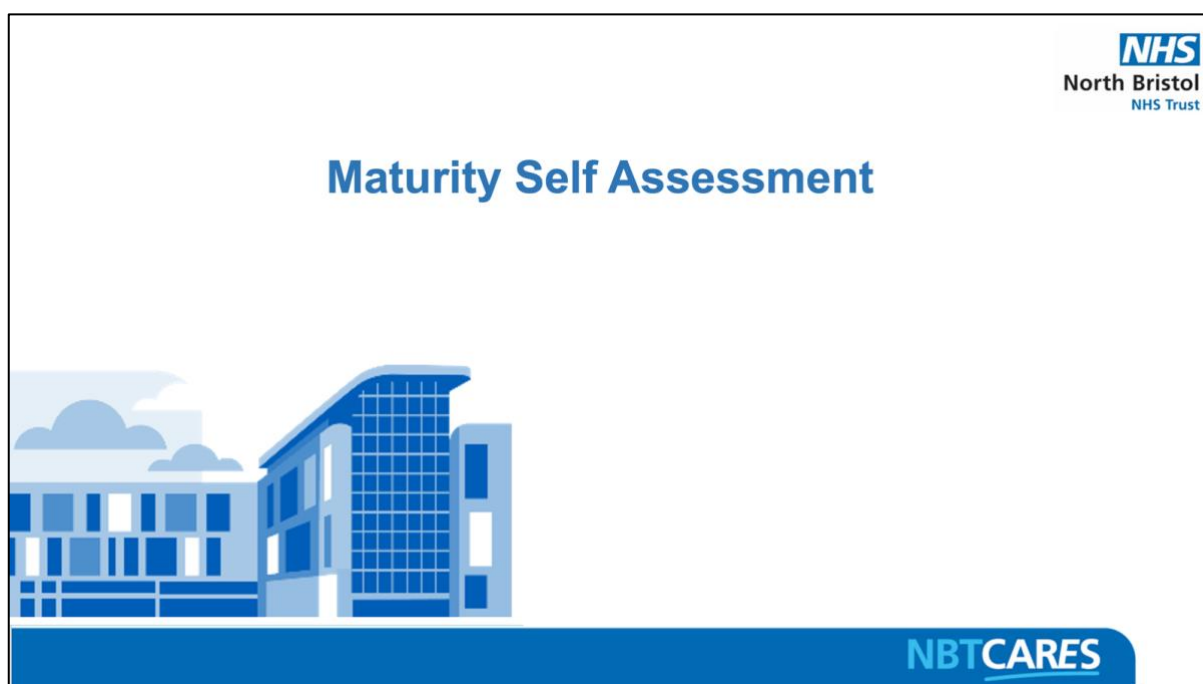 NHS
North Bristol
NHS Trust
Maturity Self Assessment
NBTCARES